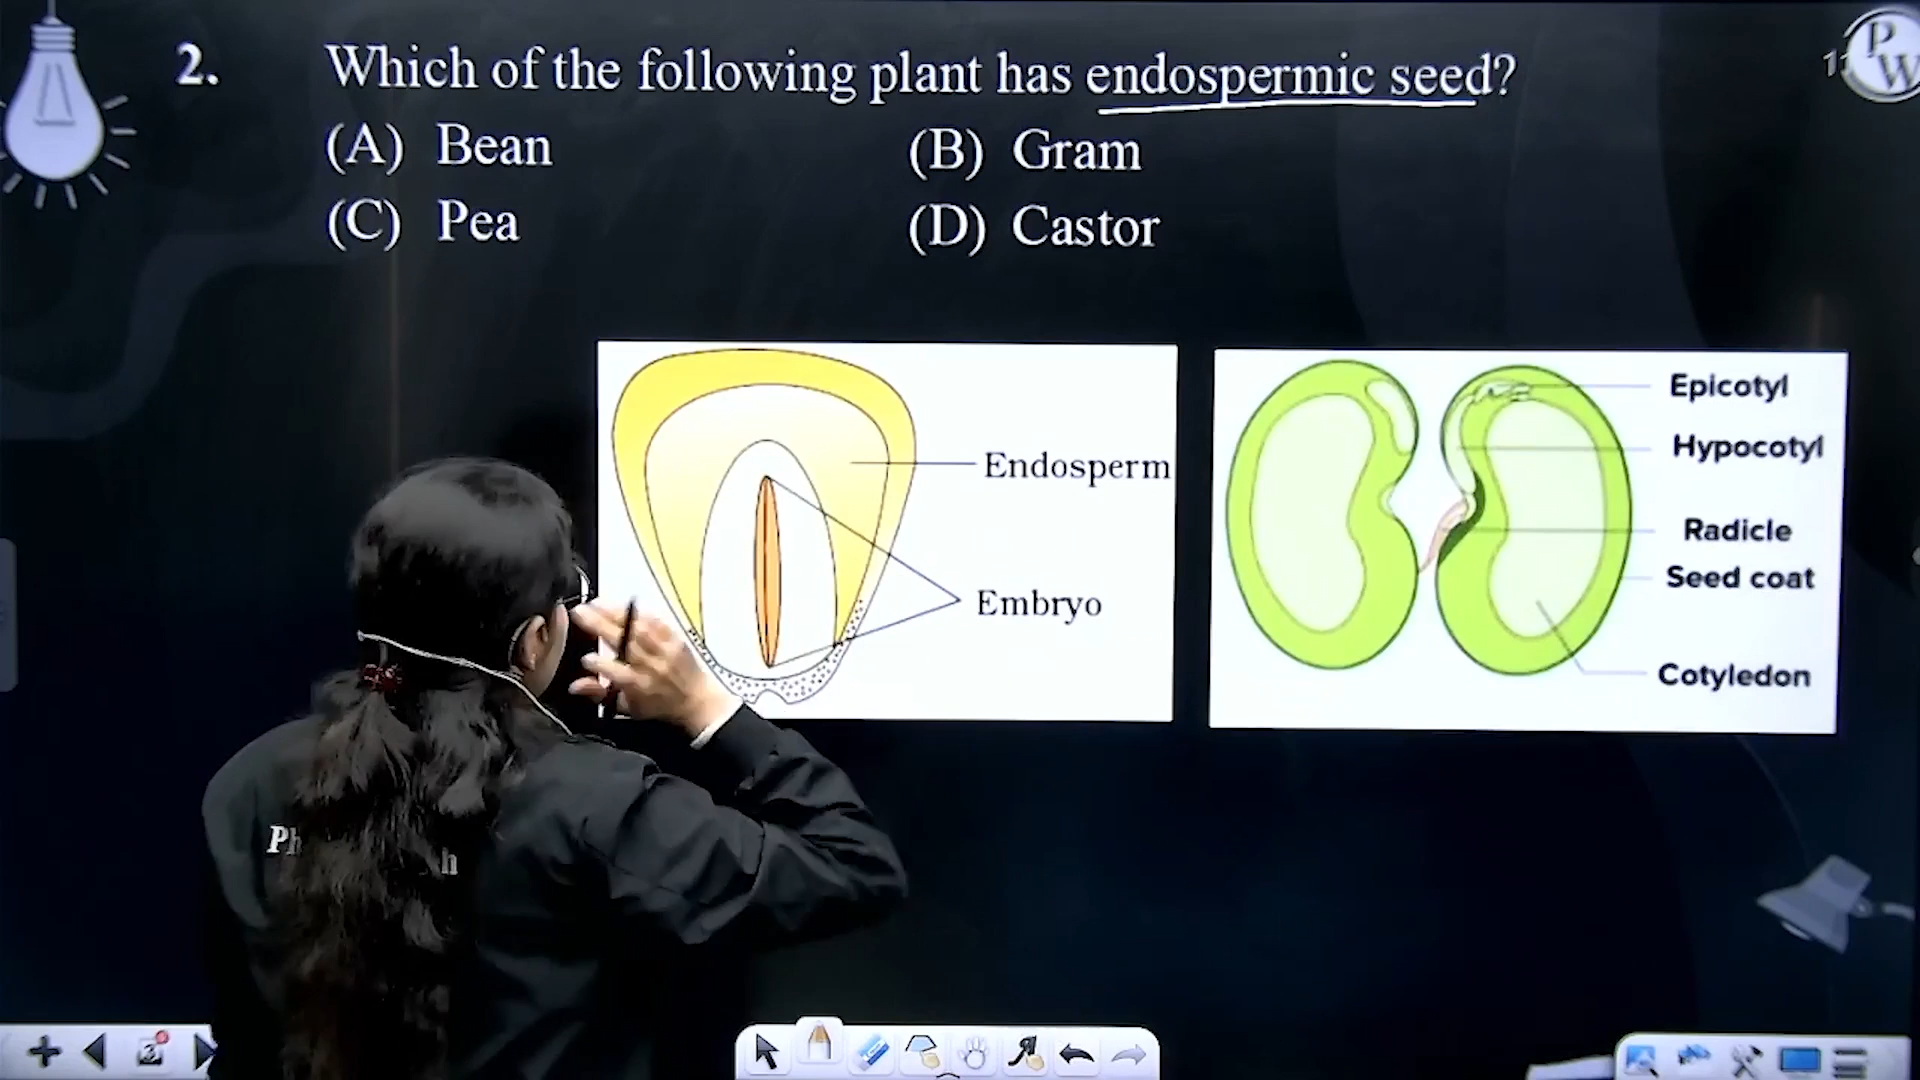 2. Which of the following plant has endospermic seed?
(A) Bean (B) Gram
(C) Pea (D) Castor
PW
Endosperm
Embryo
Epicotyl
Hypocotyl
Radicle
Seed coat
Cotyledon